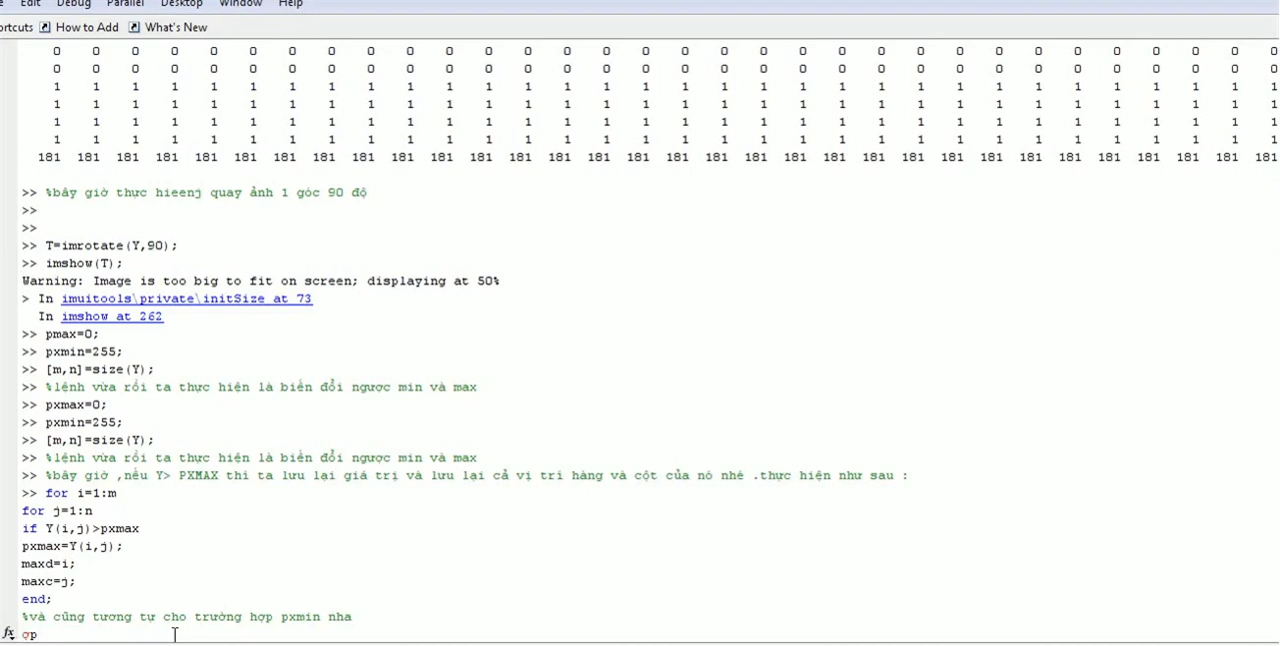 e Edit Debug Parallel Desktop Window Help
ortcuts How to Add What's New
0 0 0 0 0 0 0 0 0 0 0 0 0 0 0 0 0 0 0 0 0 0 0 0 0 0 0 0 0 0 0 0
0 0 0 0 0 0 0 0 0 0 0 0 0 0 0 0 0 0 0 0 0 0 0 0 0 0 0 0 0 0 0 0
1 1 1 1 1 1 1 1 1 1 1 1 1 1 1 1 1 1 1 1 1 1 1 1 1 1 1 1 1 1 1 1
1 1 1 1 1 1 1 1 1 1 1 1 1 1 1 1 1 1 1 1 1 1 1 1 1 1 1 1 1 1 1 1
1 1 1 1 1 1 1 1 1 1 1 1 1 1 1 1 1 1 1 1 1 1 1 1 1 1 1 1 1 1 1 1
1 1 1 1 1 1 1 1 1 1 1 1 1 1 1 1 1 1 1 1 1 1 1 1 1 1 1 1 1 1 1 1
181 181 181 181 181 181 181 181 181 181 181 181 181 181 181 181 181 181 181 181 181 181 181 181 181 181 181 181 181 181 181 181
>> %bây giờ thực hieenj quay ảnh 1 góc 90 độ
>>
>>
>> T=imrotate(Y,90);
>> imshow(T);
Warning: Image is too big to fit on screen; displaying at 50%
> In imuitools\private\initSize at 73
In imshow at 262
>> pmax=0;
>> pxmin=255;
>> [m,n]=size(Y);
>> %lệnh vừa rồi ta thực hiện là biến đổi ngược min và max
>> pxmax=0;
>> pxmin=255;
>> [m,n]=size(Y);
>> %lệnh vừa rồi ta thực hiện là biến đổi ngược min và max
>> %bây giờ ,nếu Y> PXMAX thì ta lưu lại giá trị và lưu lại cả vị trí hàng và cột của nó nhé .thực hiện như sau :
>> for i=1:m
for j=1:n
if Y(i,j)>pxmax
pxmax=Y(i,j);
maxd=i;
maxc=j;
end;
%và cũng tương tự cho trường hợp pxmin nha
fx ợp